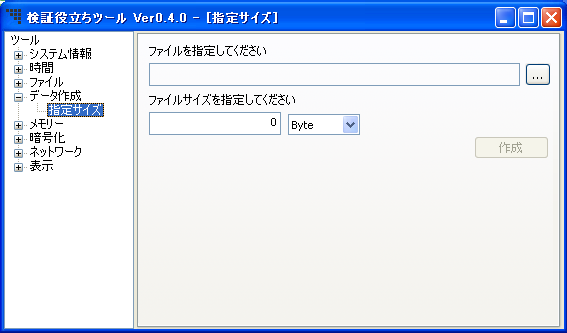 検証役立ちツール Ver0.4.0 - [指定サイズ]
ツール
システム情報
時間
ファイル
データ作成
指定サイズ
メモリー
暗号化
ネットワーク
表示
ファイルを指定してください
...
ファイルサイズを指定してください
0 Byte
作成